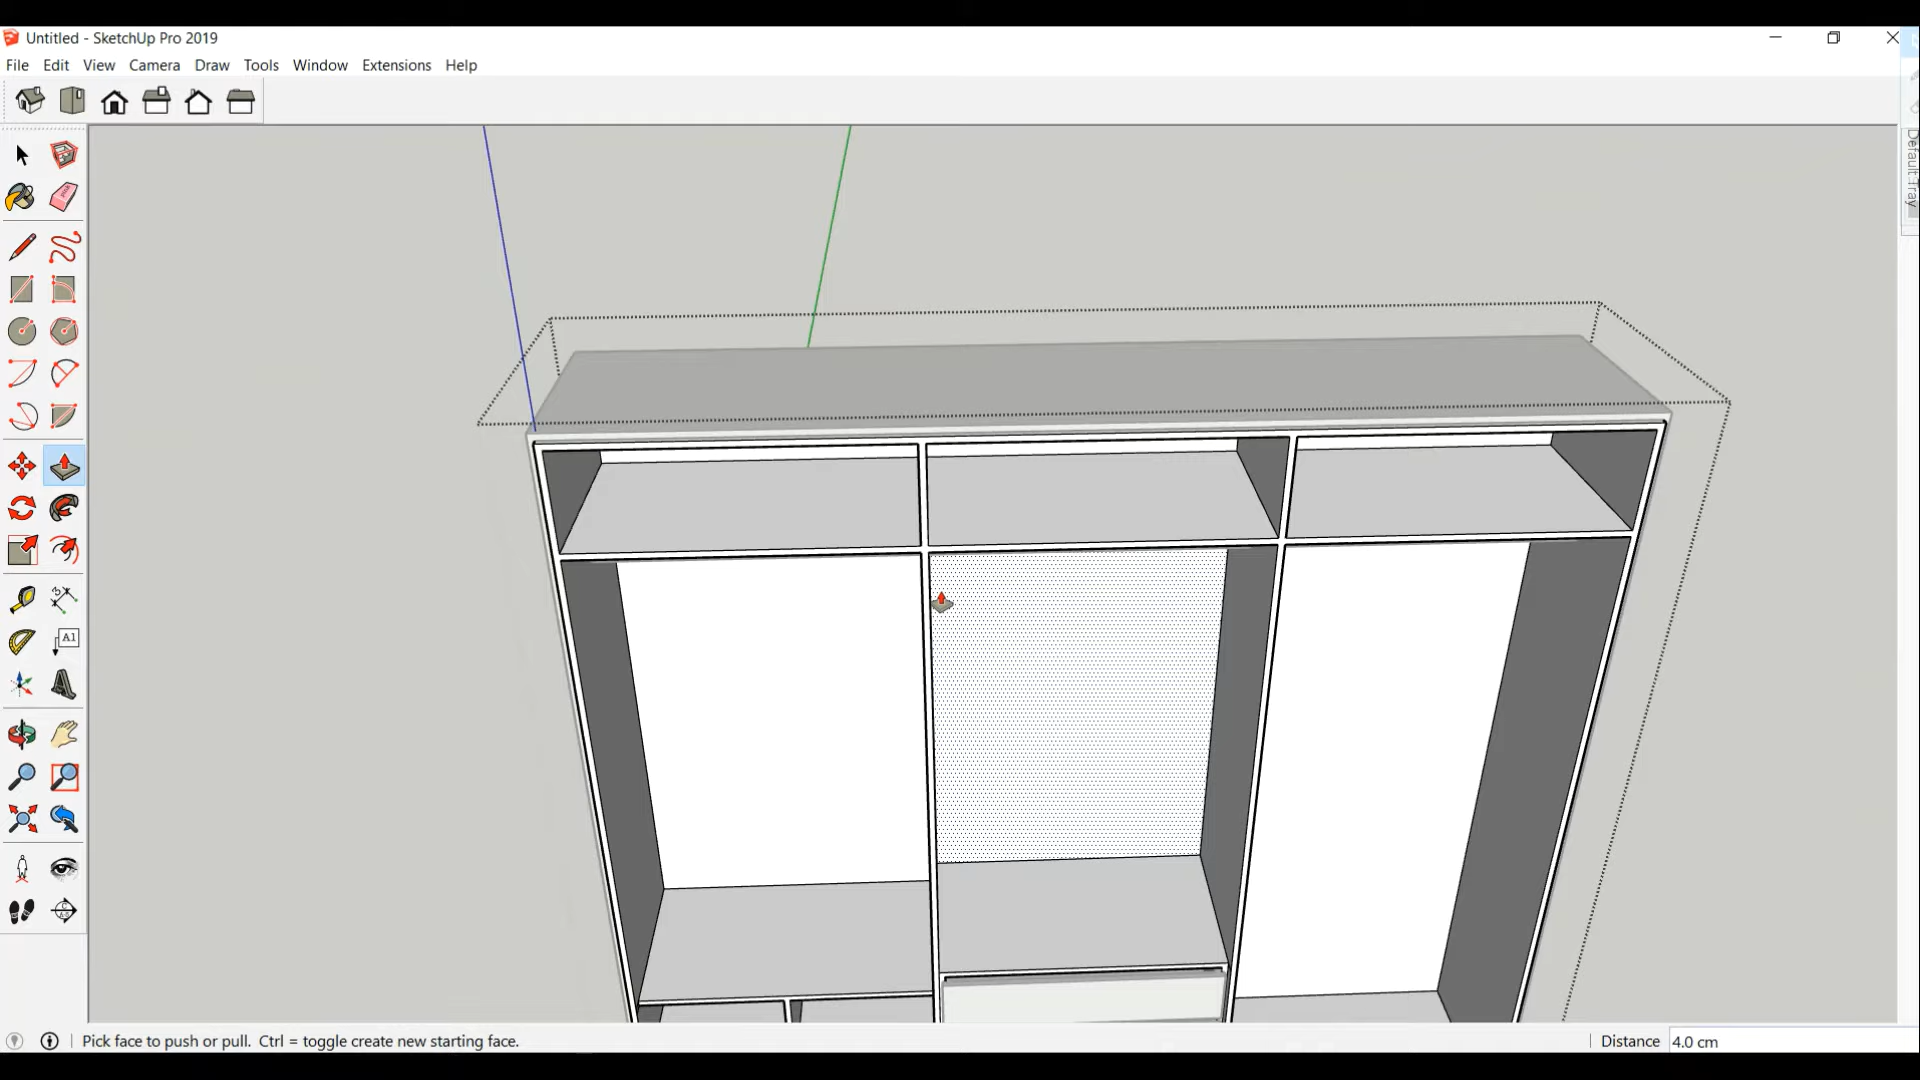 Untitled - SketchUp Pro 2019
File Edit View Camera Draw Tools Window Extensions Help
Default Tray
A1
Pick face to push or pull. Ctrl = toggle create new starting face.
Distance 4.0 cm